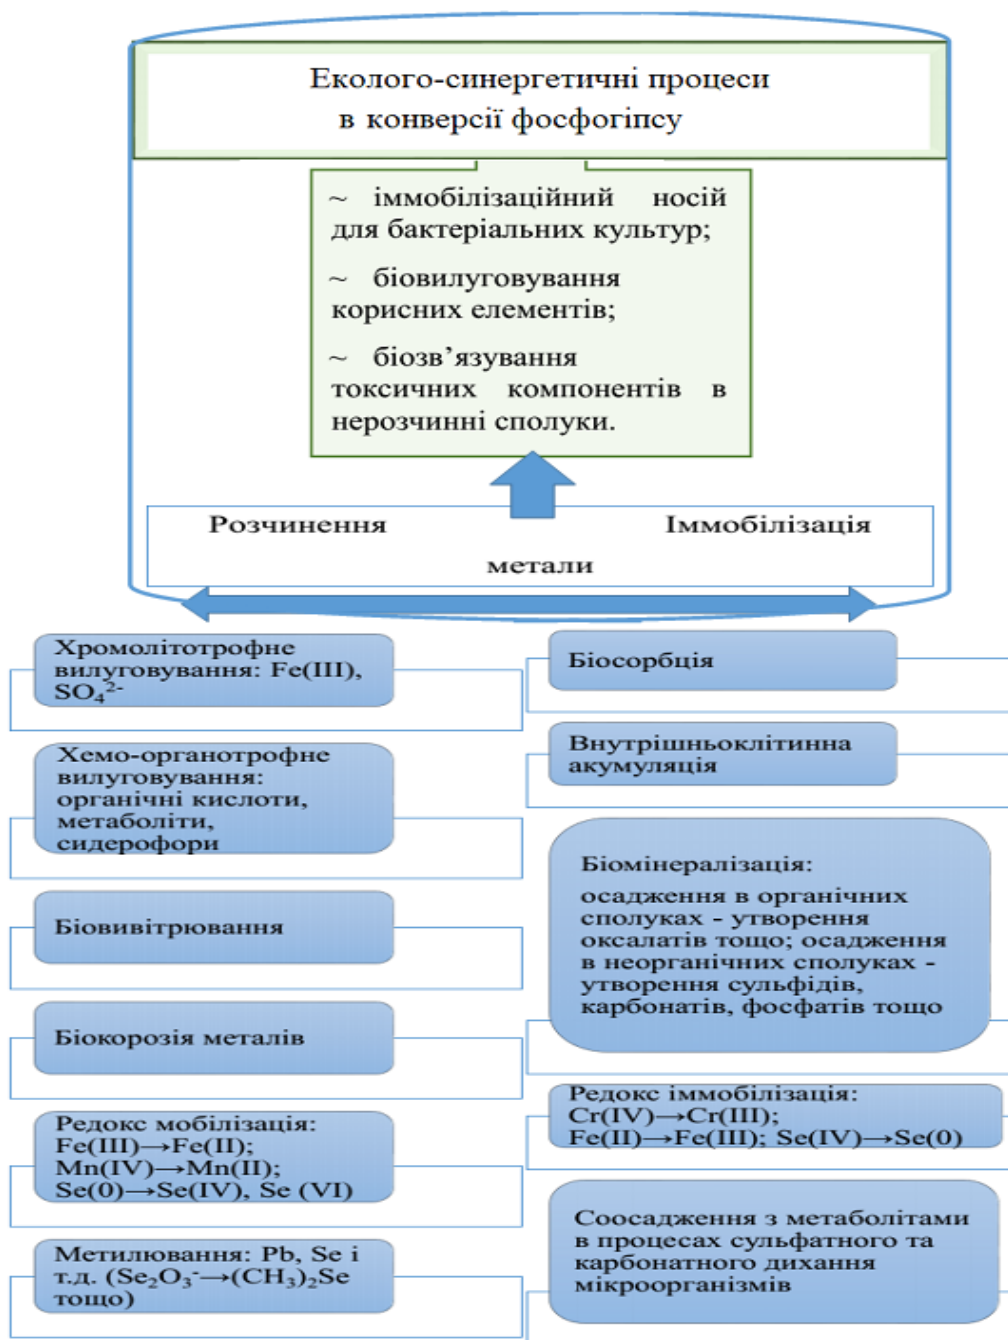 Еколого-синергетичні процеси
в конверсії фосфогіпсу
~ іммобілізаційний носій
для бактеріальних культур;
~ біовилуговування
корисних елементів;
~ біозв’язування
токсичних компонентів в
нерозчинні сполуки.
Розчинення Іммобілізація
метали
Хромолітотрофне
вилуговування: Fe(III),
SO₄²⁻
Хемо-органотрофне
вилуговування:
органічні кислоти,
метаболіти,
сидерофори
Біовивітрювання
Біокорозія металів
Редокс мобілізація:
Fe(III)→Fe(II);
Mn(IV)→Mn(II);
Se(0)→Se(IV), Se (VI)
Метилювання: Pb, Se і
т.д. (Se₂O₃⁻→(CH₃)₂Se
тощо)
Біосорбція
Внутрішньоклітинна
акумуляція
Біомінералізація:
осадження в органічних
сполуках - утворення
оксалатів тощо; осадження
в неорганічних сполуках -
утворення сульфідів,
карбонатів, фосфатів тощо
Редокс іммобілізація:
Cr(IV)→Cr(III);
Fe(II)→Fe(III); Se(IV)→Se(0)
Соосадження з метаболітами
в процесах сульфатного та
карбонатного дихання
мікроорганізмів